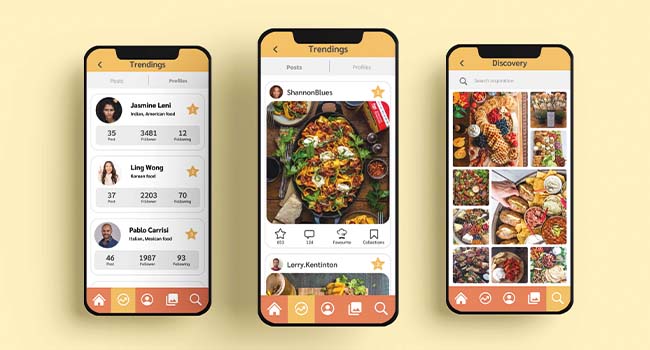 Trendings
Posts
Profiles
Jasmine Leni
Indian, American food
35
3481
12
Post
Follower
Following
Ling Wong
Korean food
37
2203
70
Post
Follower
Following
Pablo Carrisi
Italian, Mexican food
46
1987
93
Post
Follower
Following
Trendings
Posts
Profiles
ShannonBlues
603
124
Favourite
Collections
Lerry.Kentinton
Discovery
Search inspiration